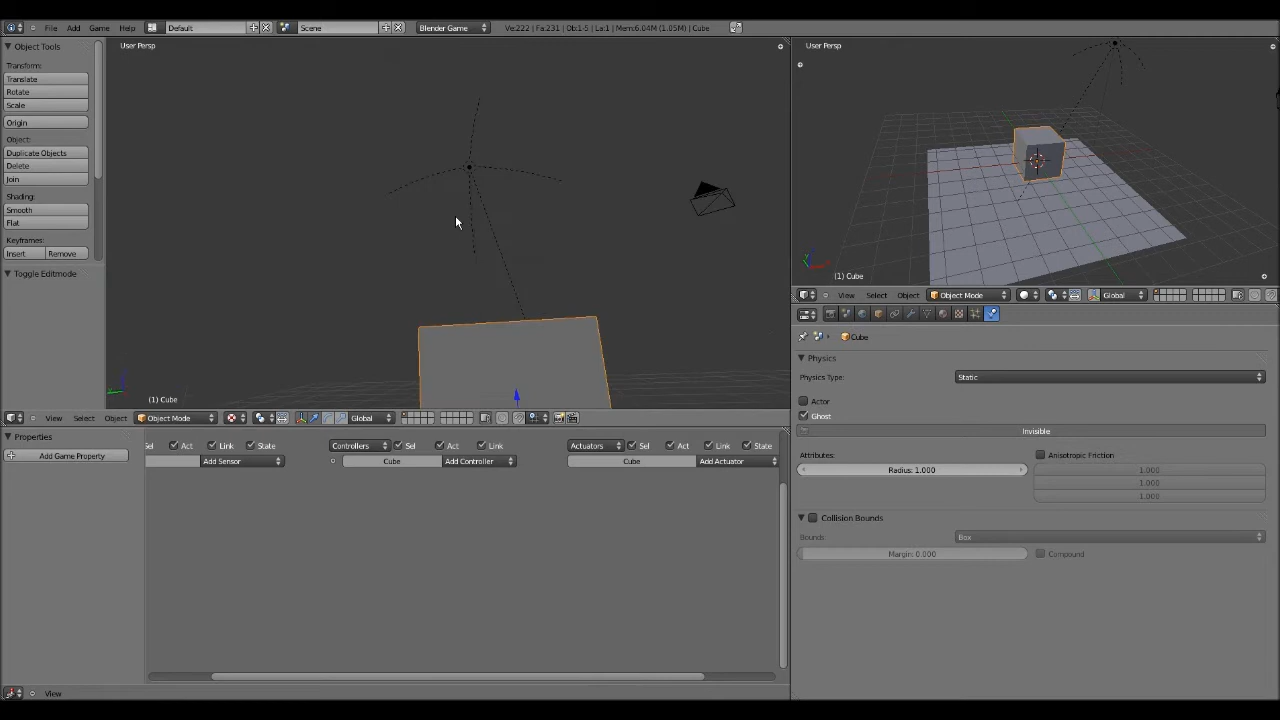 File Add Game Help Default Scene Blender Game Ve:222 | Fa:231 | Ob:1-5 | La:1 | Mem:6.04M (1.05M) | Cube
Object Tools
Transform:
Translate
Rotate
Scale
Origin
Object:
Duplicate Objects
Delete
Join
Shading:
Smooth
Flat
Keyframes:
Insert Remove
Toggle Editmode
User Persp
(1) Cube
View Select Object Object Mode Global
User Persp
(1) Cube
View Select Object Object Mode Global
Cube
Physics
Physics Type: Static
Actor
Ghost
Invisible
Attributes: Anisotropic Friction
Radius: 1.000 1.000
1.000
1.000
Collision Bounds
Bounds: Box
Margin: 0.000 Compound
Properties
Add Game Property
Sel Act Link State Controllers Sel Act Link Actuators Sel Act Link State
Add Sensor Cube Add Controller Cube Add Actuator
View